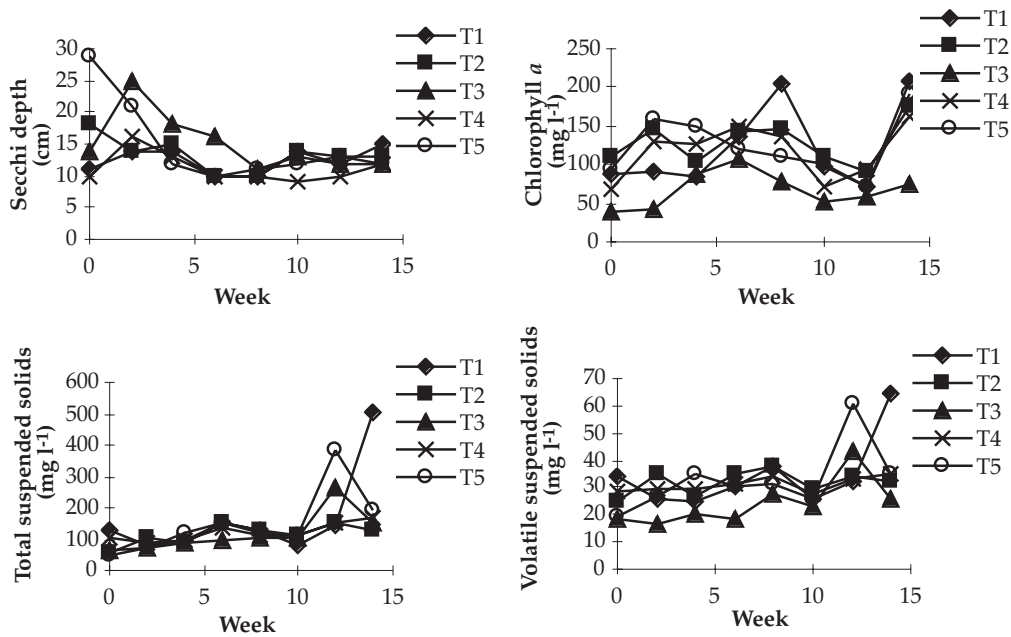 Secchi depth
(cm)
30
25
20
15
10
5
0
0
5
10
15
Week
T1
T2
T3
T4
T5
Chlorophyll a
(mg l-1)
250
200
150
100
50
0
0
5
10
15
Week
T1
T2
T3
T4
T5
Total suspended solids
(mg l-1)
600
500
400
300
200
100
0
0
5
10
15
Week
T1
T2
T3
T4
T5
Volatile suspended solids
(mg l-1)
70
60
50
40
30
20
10
0
0
5
10
15
Week
T1
T2
T3
T4
T5